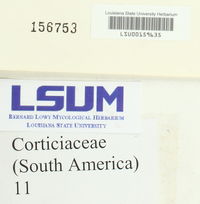 156753
Louisiana State University Herbarium
LSU00159635
LSUM
BERNARD LOWY MYCOLOGICAL HERBARIUM
LOUISIANA STATE UNIVERSITY
Corticiaceae
(South America)
11